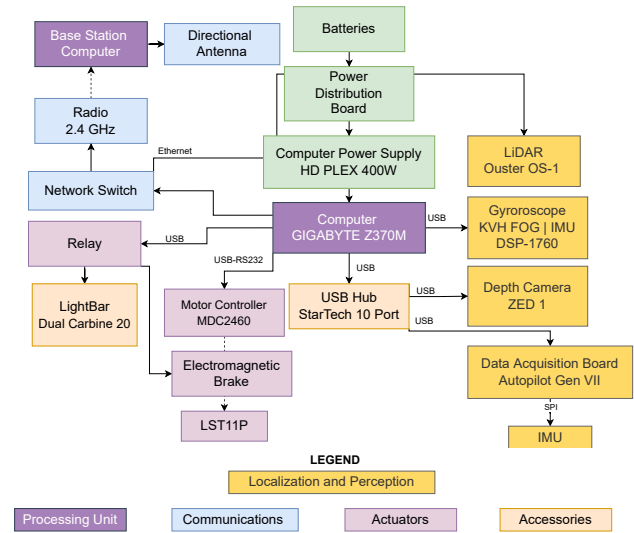 Base Station
Computer
Directional
Antenna
Batteries
Power
Distribution
Board
Radio
2.4 GHz
Ethernet
Computer Power Supply
HD PLEX 400W
LiDAR
Ouster OS-1
Network Switch
Computer
GIGABYTE Z370M
USB
Gyroroscope
KVH FOG | IMU
DSP-1760
Relay
USB
USB-RS232
USB
LightBar
Dual Carbine 20
Motor Controller
MDC2460
USB Hub
StarTech 10 Port
USB
USB
Depth Camera
ZED 1
Electromagnetic
Brake
Data Acquisition Board
Autopilot Gen VII
SPI
LST11P
IMU
LEGEND
Localization and Perception
Processing Unit
Communications
Actuators
Accessories